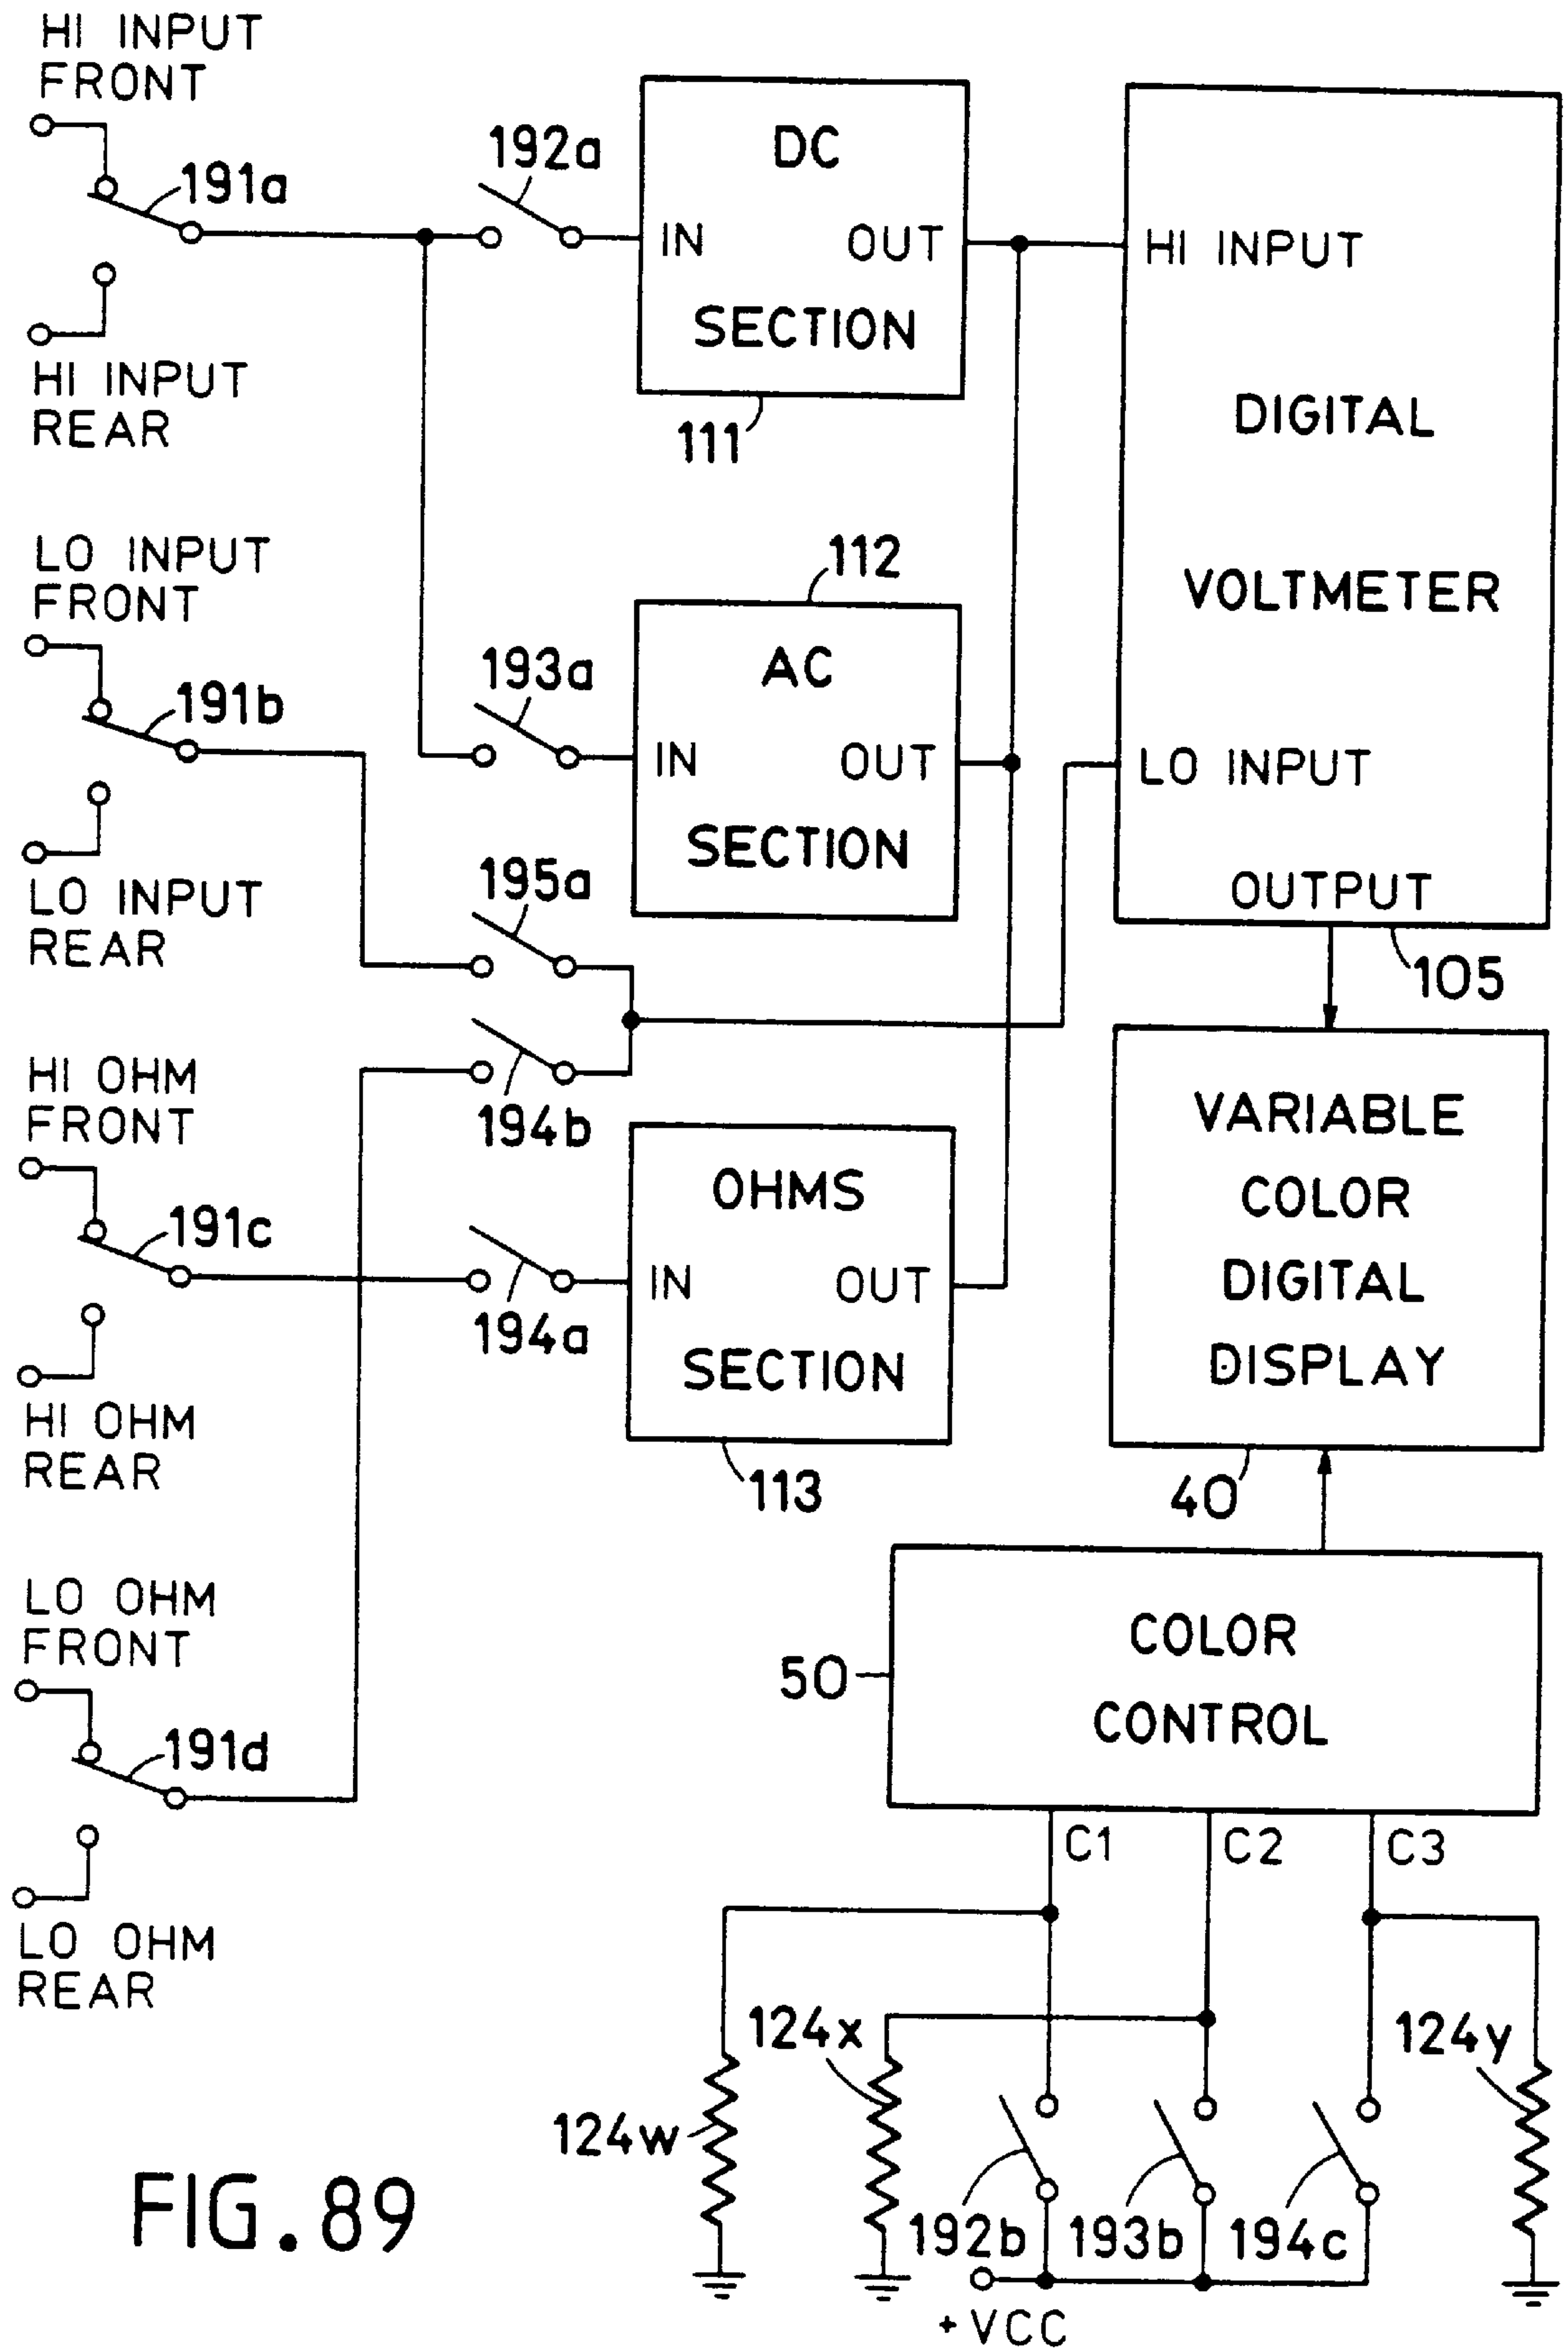 HI INPUT
FRONT
191a
HI INPUT
REAR
192a
DC
IN OUT
SECTION
111
HI INPUT
DIGITAL
VOLTMETER
LO INPUT
OUTPUT
105
LO INPUT
FRONT
191b
LO INPUT
REAR
193a
112
AC
IN OUT
SECTION
195a
194b
HI OHM
FRONT
191c
HI OHM
REAR
194a
OHMS
IN OUT
SECTION
113
VARIABLE
COLOR
DIGITAL
DISPLAY
40
LO OHM
FRONT
191d
LO OHM
REAR
50
COLOR
CONTROL
C1 C2 C3
124w
124x
124y
192b
193b
194c
+VCC
FIG.89